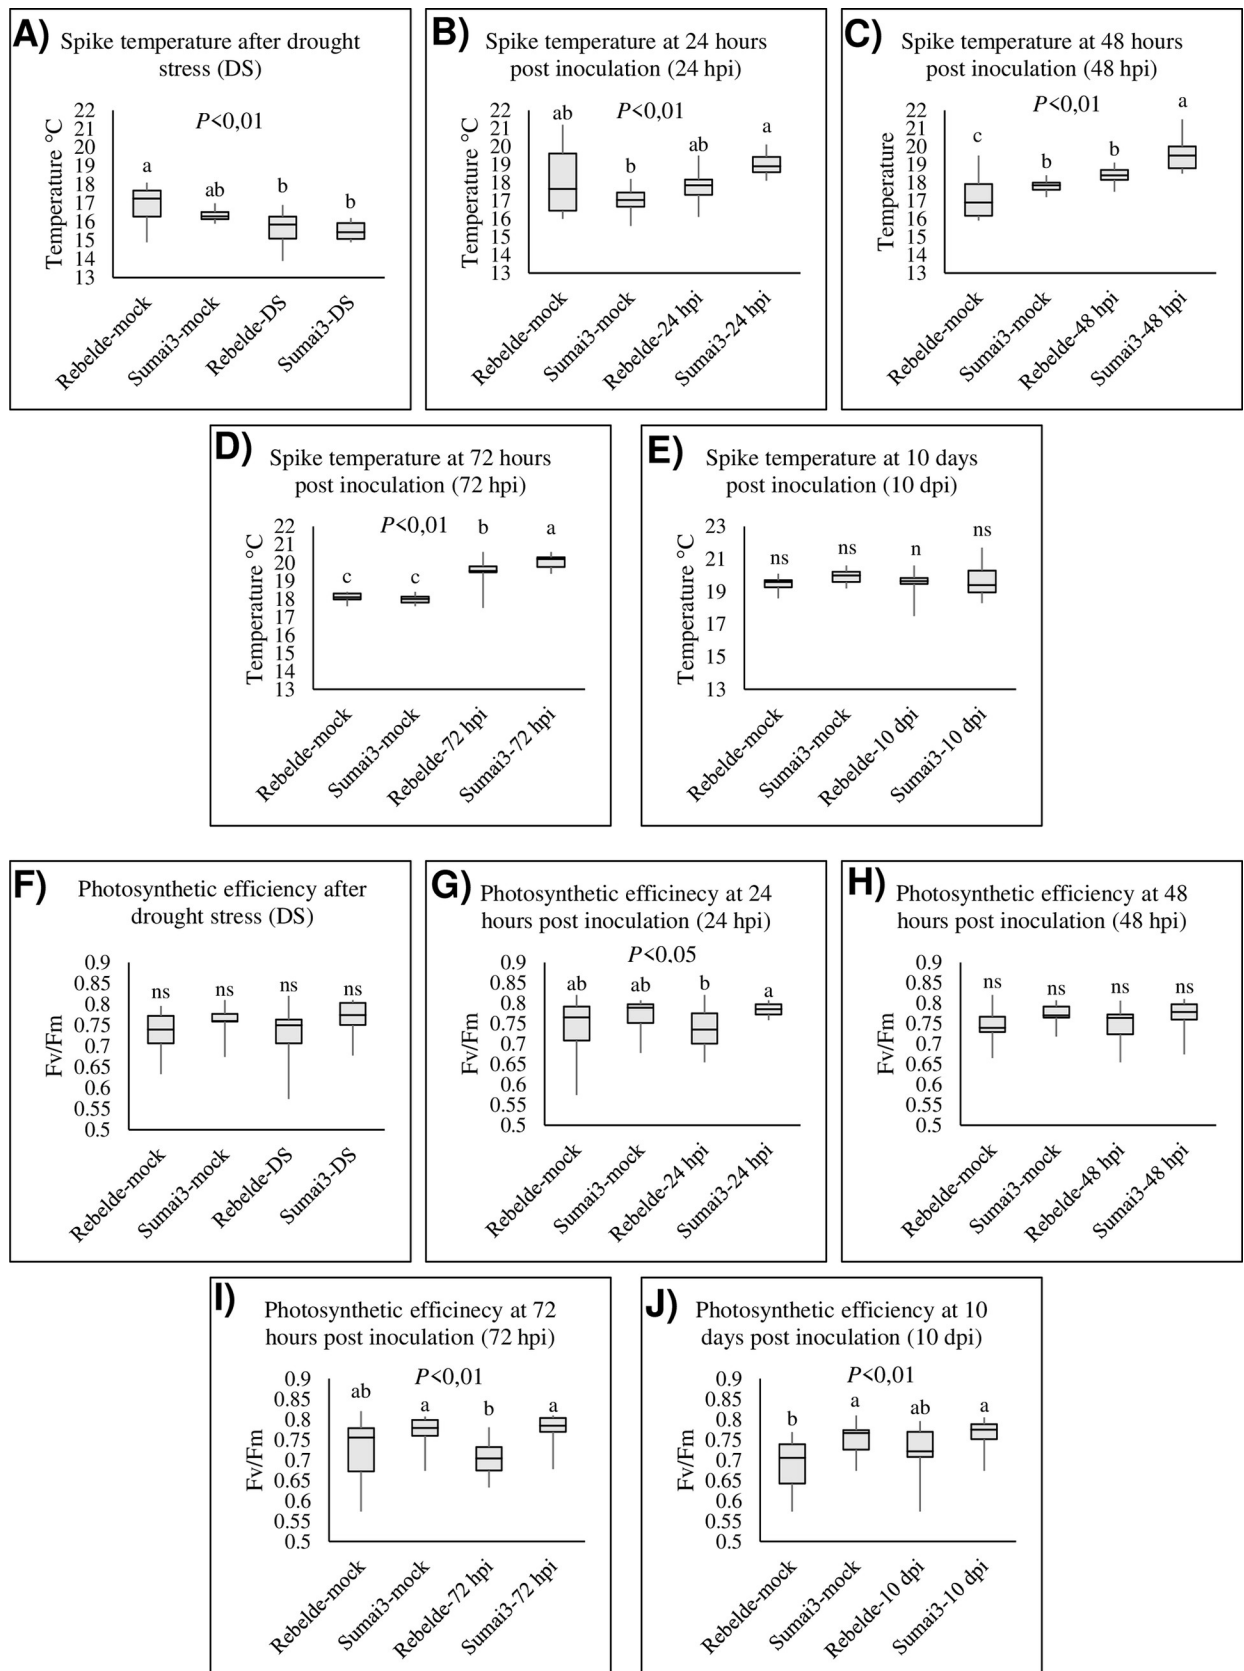 A)
Spike temperature after drought
stress (DS)
P<0,01
Temperature °C
22
21
20
19
18
17
16
15
14
13
a
ab
b
b
Rebelde-mock
Sumai3-mock
Rebelde-DS
Sumai3-DS
B)
Spike temperature at 24 hours
post inoculation (24 hpi)
P<0,01
Temperature °C
22
21
20
19
18
17
16
15
14
13
ab
b
ab
a
Rebelde-mock
Sumai3-mock
Rebelde-24 hpi
Sumai3-24 hpi
C)
Spike temperature at 48 hours
post inoculation (48 hpi)
P<0,01
Temperature
22
21
20
19
18
17
16
15
14
13
c
b
b
a
Rebelde-mock
Sumai3-mock
Rebelde-48 hpi
Sumai3-48 hpi
D)
Spike temperature at 72 hours
post inoculation (72 hpi)
P<0,01
Temperature °C
22
21
20
19
18
17
16
15
14
13
c
c
b
a
Rebelde-mock
Sumai3-mock
Rebelde-72 hpi
Sumai3-72 hpi
E)
Spike temperature at 10 days
post inoculation (10 dpi)
Temperature °C
23
21
19
17
15
13
ns
ns
n
ns
Rebelde-mock
Sumai3-mock
Rebelde-10 dpi
Sumai3-10 dpi
F)
Photosynthetic efficiency after
drought stress (DS)
Fv/Fm
0.9
0.85
0.8
0.75
0.7
0.65
0.6
0.55
0.5
ns
ns
ns
ns
Rebelde-mock
Sumai3-mock
Rebelde-DS
Sumai3-DS
G)
Photosynthetic efficinecy at 24
hours post inoculation (24 hpi)
P<0,05
Fv/Fm
0.9
0.85
0.8
0.75
0.7
0.65
0.6
0.55
0.5
ab
ab
b
a
Rebelde-mock
Sumai3-mock
Rebelde-24 hpi
Sumai3-24 hpi
H)
Photosynthetic efficiency at 48
hours post inoculation (48 hpi)
Fv/Fm
0.9
0.85
0.8
0.75
0.7
0.65
0.6
0.55
0.5
ns
ns
ns
ns
Rebelde-mock
Sumai3-mock
Rebelde-48 hpi
Sumai3-48 hpi
I)
Photosynthetic efficinecy at 72
hours post inoculation (72 hpi)
P<0,01
Fv/Fm
0.9
0.85
0.8
0.75
0.7
0.65
0.6
0.55
0.5
ab
a
b
a
Rebelde-mock
Sumai3-mock
Rebelde-72 hpi
Sumai3-72 hpi
J)
Photosynthetic efficiency at 10
days post inoculation (10 dpi)
P<0,01
Fv/Fm
0.9
0.85
0.8
0.75
0.7
0.65
0.6
0.55
0.5
b
a
ab
a
Rebelde-mock
Sumai3-mock
Rebelde-10 dpi
Sumai3-10 dpi